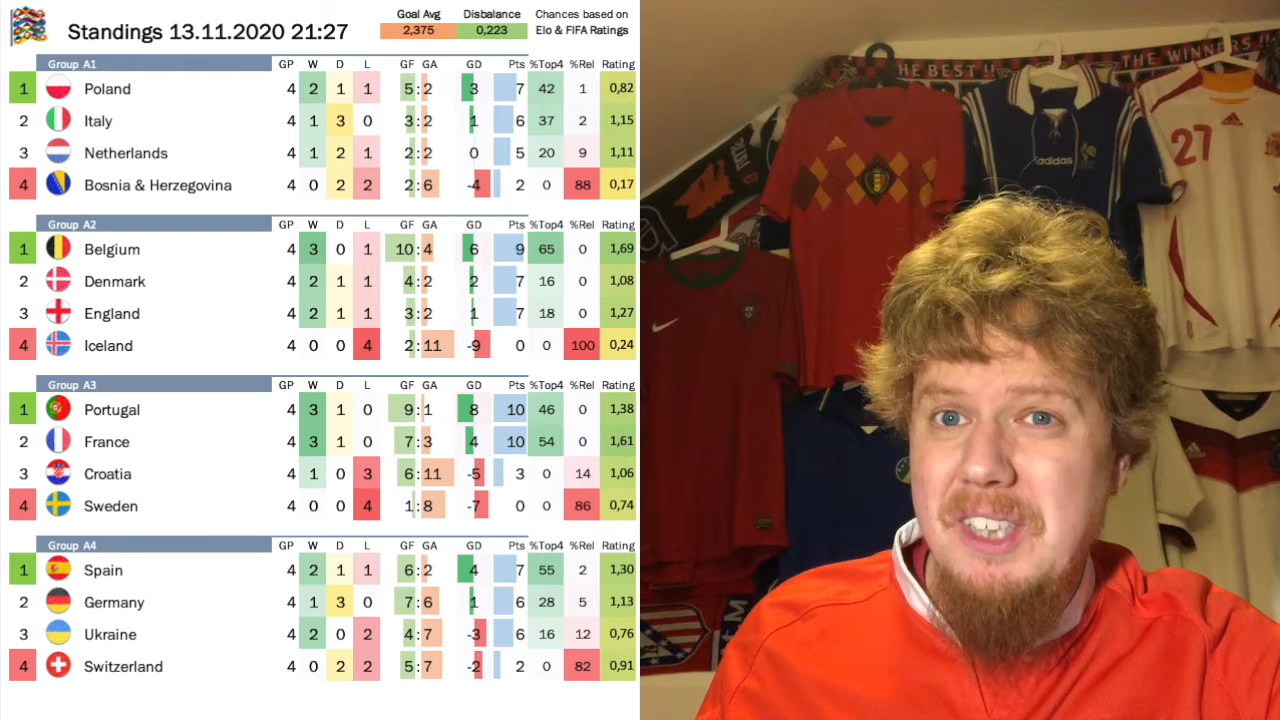 Standings 13.11.2020 21:27
Goal Avg Disbalance Chances based on
2,375 0,223 Elo & FIFA Ratings
Group A1 GP W D L GF GA GD Pts %Top4 %Rel Rating
1 Poland 4 2 1 1 5:2 3 7 42 1 0,82
2 Italy 4 1 3 0 3:2 1 6 37 2 1,15
3 Netherlands 4 1 2 1 2:2 0 5 20 9 1,11
4 Bosnia & Herzegovina 4 0 2 2 2:6 -4 2 0 88 0,17
Group A2 GP W D L GF GA GD Pts %Top4 %Rel Rating
1 Belgium 4 3 0 1 10:4 6 9 65 0 1,69
2 Denmark 4 2 1 1 4:2 2 7 16 0 1,08
3 England 4 2 1 1 3:2 1 7 18 0 1,27
4 Iceland 4 0 0 4 2:11 -9 0 0 100 0,24
Group A3 GP W D L GF GA GD Pts %Top4 %Rel Rating
1 Portugal 4 3 1 0 9:1 8 10 46 0 1,38
2 France 4 3 1 0 7:3 4 10 54 0 1,61
3 Croatia 4 1 0 3 6:11 -5 3 0 14 1,06
4 Sweden 4 0 0 4 1:8 -7 0 0 86 0,74
Group A4 GP W D L GF GA GD Pts %Top4 %Rel Rating
1 Spain 4 2 1 1 6:2 4 7 55 2 1,30
2 Germany 4 1 3 0 7:6 1 6 28 5 1,13
3 Ukraine 4 2 0 2 4:7 -3 6 16 12 0,76
4 Switzerland 4 0 2 2 5:7 -2 2 0 82 0,91
HE BEST !!
THE WINNERS !!
adidas
27